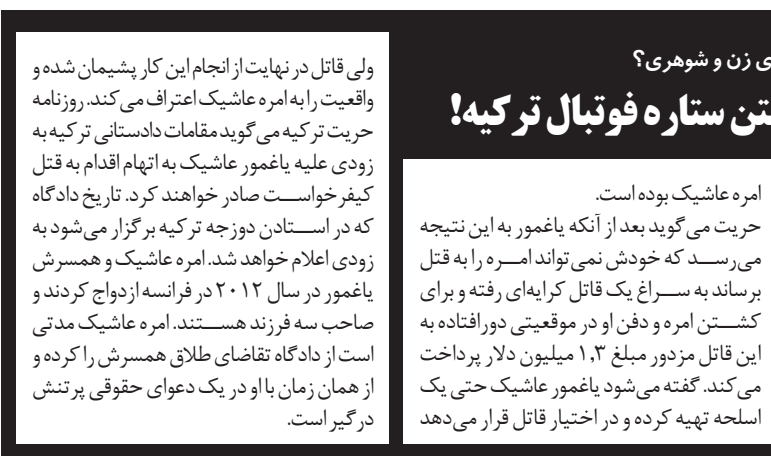 ی زن و شوهری؟
تن ستاره فوتبال ترکیه!
امره عاشیک بوده است.
حریت می‌گوید بعد از آنکه یاغمور به این نتیجه
می‌رسد که خودش نمی‌تواند امره را به قتل
برساند به سراغ یک قاتل کرایه‌ای رفته و برای
کشتن امره و دفن او در موقعیتی دورافتاده به
این قاتل مزدور مبلغ ۱٫۳ میلیون دلار پرداخت
می‌کند. گفته می‌شود یاغمور عاشیک حتی یک
اسلحه تهیه کرده و در اختیار قاتل قرار می‌دهد
ولی قاتل در نهایت از انجام این کار پشیمان شده و
واقعیت را به امره عاشیک اعتراف می‌کند. روزنامه
حریت ترکیه می‌گوید مقامات دادستانی ترکیه به
زودی علیه یاغمور عاشیک به اتهام اقدام به قتل
کیفرخواست صادر خواهند کرد. تاریخ دادگاه
که در استادن دوزجه ترکیه برگزار می‌شود به
زودی اعلام خواهد شد. امره عاشیک و همسرش
یاغمور در سال ۲۰۱۲ در فرانسه ازدواج کردند و
صاحب سه فرزند هستند. امره عاشیک مدتی
است از دادگاه تقاضای طلاق همسرش را کرده و
از همان زمان با او در یک دعوای حقوقی پرتنش
درگیر است.